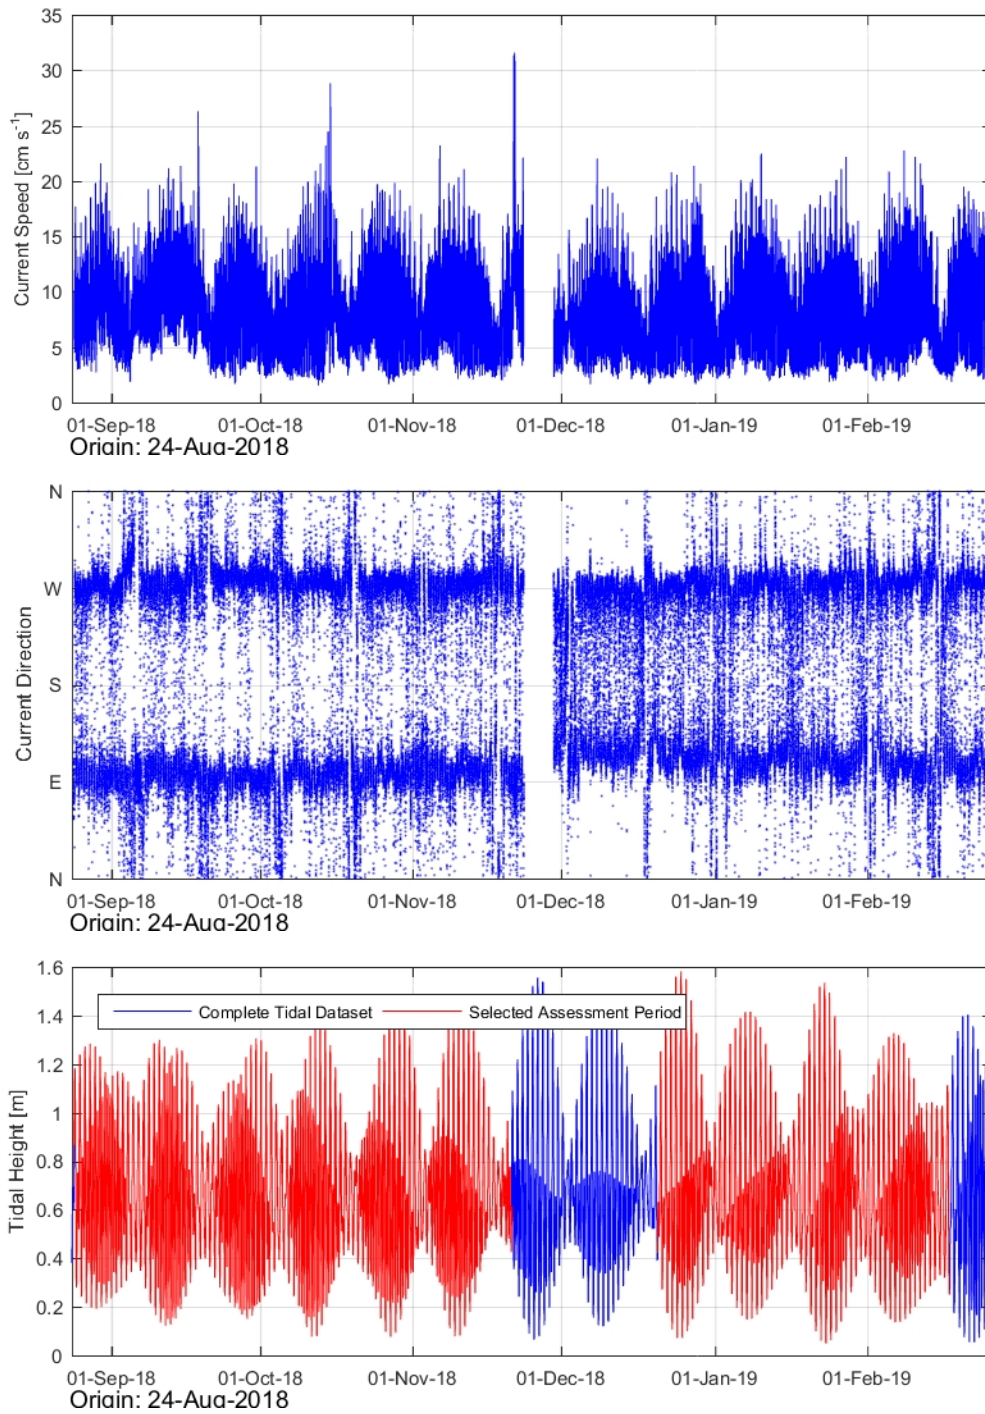 35
30
25
20
15
10
5
0
Current Speed [cm s-1]
01-Sep-18 01-Oct-18 01-Nov-18 01-Dec-18 01-Jan-19 01-Feb-19
Origin: 24-Aug-2018
N
W
S
E
N
Current Direction
01-Sep-18 01-Oct-18 01-Nov-18 01-Dec-18 01-Jan-19 01-Feb-19
Origin: 24-Aug-2018
1.6
1.4
1.2
1
0.8
0.6
0.4
0.2
0
Tidal Height [m]
Complete Tidal Dataset Selected Assessment Period
01-Sep-18 01-Oct-18 01-Nov-18 01-Dec-18 01-Jan-19 01-Feb-19
Origin: 24-Aug-2018